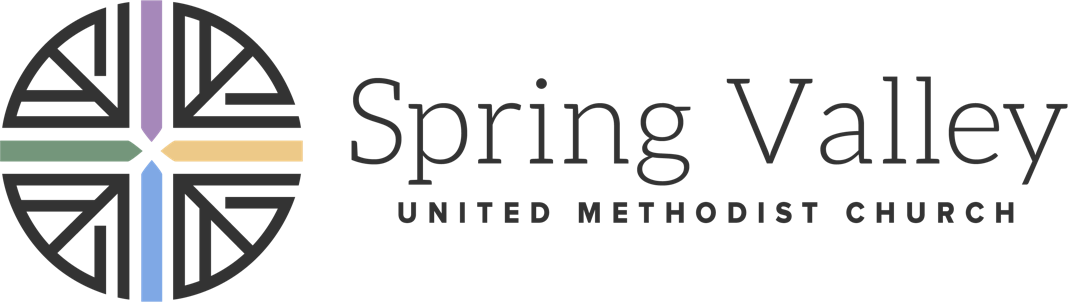 Spring Valley
UNITED METHODIST CHURCH